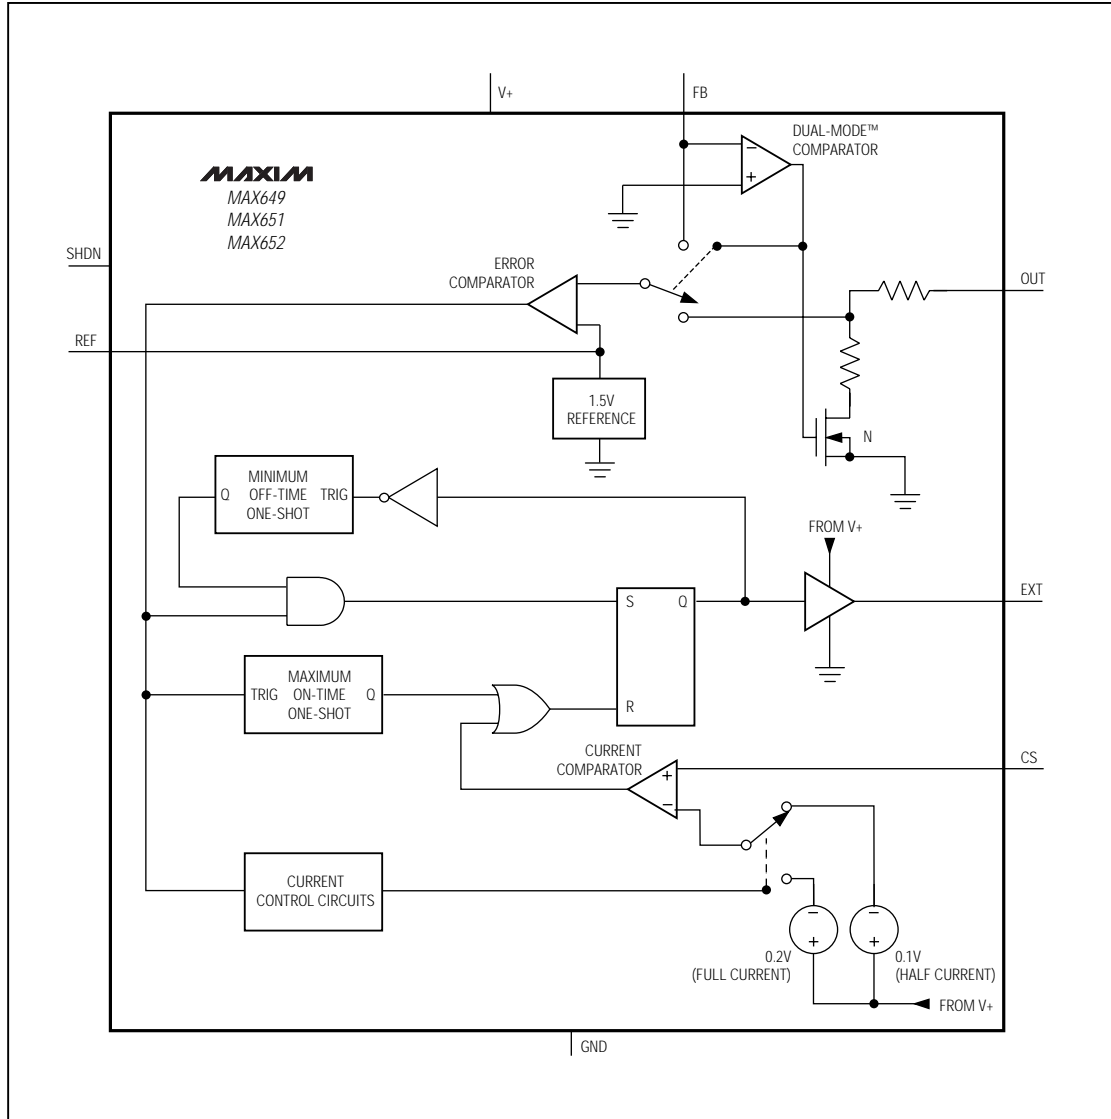 V+
FB
DUAL-MODE™
COMPARATOR
−
+
MAXIM
MAX649
MAX651
MAX652
SHDN
ERROR
COMPARATOR
OUT
REF
1.5V
REFERENCE
N
MINIMUM
Q OFF-TIME TRIG
ONE-SHOT
FROM V+
S Q
EXT
MAXIMUM
TRIG ON-TIME Q
ONE-SHOT
R
CURRENT
COMPARATOR
+
−
CS
CURRENT
CONTROL CIRCUITS
− −
+ +
0.2V
(FULL CURRENT)
0.1V
(HALF CURRENT)
FROM V+
GND